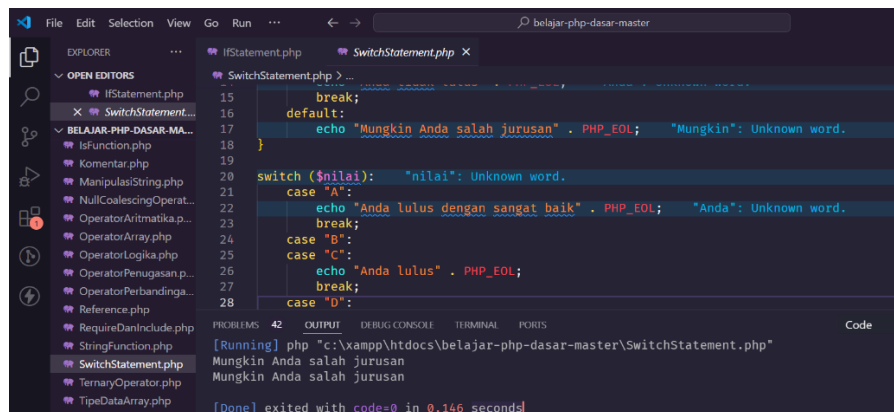 File Edit Selection View Go Run ... ← → belajar-php-dasar-master
EXPLORER ...
OPEN EDITORS
IfStatement.php
× SwitchStatement....
BELAJAR-PHP-DASAR-MA...
IsFunction.php
Komentar.php
ManipulasiString.php
NullCoalescingOperat...
OperatorAritmatika.p...
OperatorArray.php
OperatorLogika.php
OperatorPenugasan.p...
OperatorPerbandinga...
Reference.php
RequireDanInclude.php
StringFunction.php
SwitchStatement.php
TernaryOperator.php
TipeDataArray.php
1
IfStatement.php SwitchStatement.php ×
SwitchStatement.php > ...
15 break;
16 default:
17 echo "Mungkin Anda salah jurusan" . PHP_EOL; "Mungkin": Unknown word.
18 }
19
20 switch ($nilai): "nilai": Unknown word.
21 case "A":
22 echo "Anda lulus dengan sangat baik" . PHP_EOL; "Anda": Unknown word.
23 break;
24 case "B":
25 case "C":
26 echo "Anda lulus" . PHP_EOL;
27 break;
28 case "D":
PROBLEMS 42 OUTPUT DEBUG CONSOLE TERMINAL PORTS Code
[Running] php "c:\xampp\htdocs\belajar-php-dasar-master\SwitchStatement.php"
Mungkin Anda salah jurusan
Mungkin Anda salah jurusan
[Done] exited with code=0 in 0.146 seconds